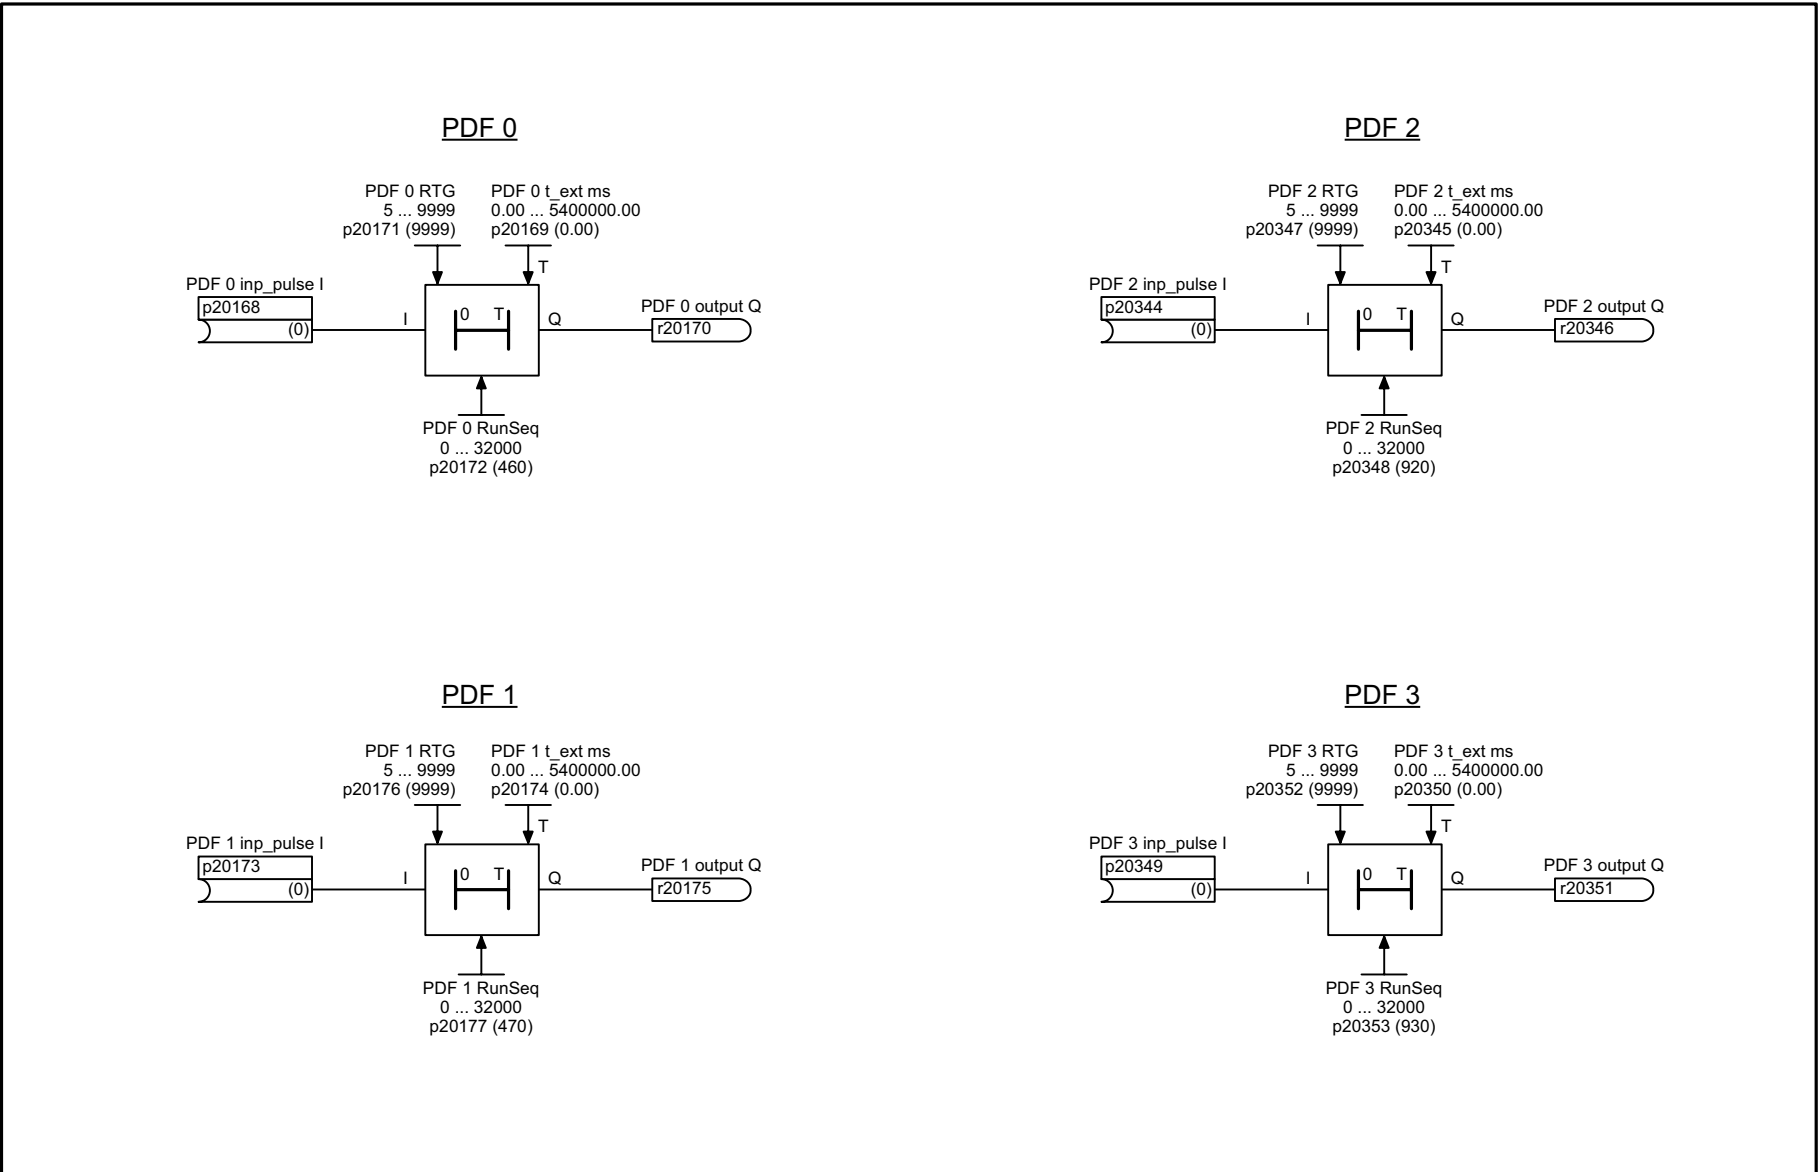 PDF 0
PDF 0 RTG
5 ... 9999
p20171 (9999)
PDF 0 t_ext ms
0.00 ... 5400000.00
p20169 (0.00)
T
PDF 0 inp_pulse I
p20168
(0)
I
0 T
Q
PDF 0 output Q
r20170
PDF 0 RunSeq
0 ... 32000
p20172 (460)
PDF 2
PDF 2 RTG
5 ... 9999
p20347 (9999)
PDF 2 t_ext ms
0.00 ... 5400000.00
p20345 (0.00)
T
PDF 2 inp_pulse I
p20344
(0)
I
0 T
Q
PDF 2 output Q
r20346
PDF 2 RunSeq
0 ... 32000
p20348 (920)
PDF 1
PDF 1 RTG
5 ... 9999
p20176 (9999)
PDF 1 t_ext ms
0.00 ... 5400000.00
p20174 (0.00)
T
PDF 1 inp_pulse I
p20173
(0)
I
0 T
Q
PDF 1 output Q
r20175
PDF 1 RunSeq
0 ... 32000
p20177 (470)
PDF 3
PDF 3 RTG
5 ... 9999
p20352 (9999)
PDF 3 t_ext ms
0.00 ... 5400000.00
p20350 (0.00)
T
PDF 3 inp_pulse I
p20349
(0)
I
0 T
Q
PDF 3 output Q
r20351
PDF 3 RunSeq
0 ... 32000
p20353 (930)